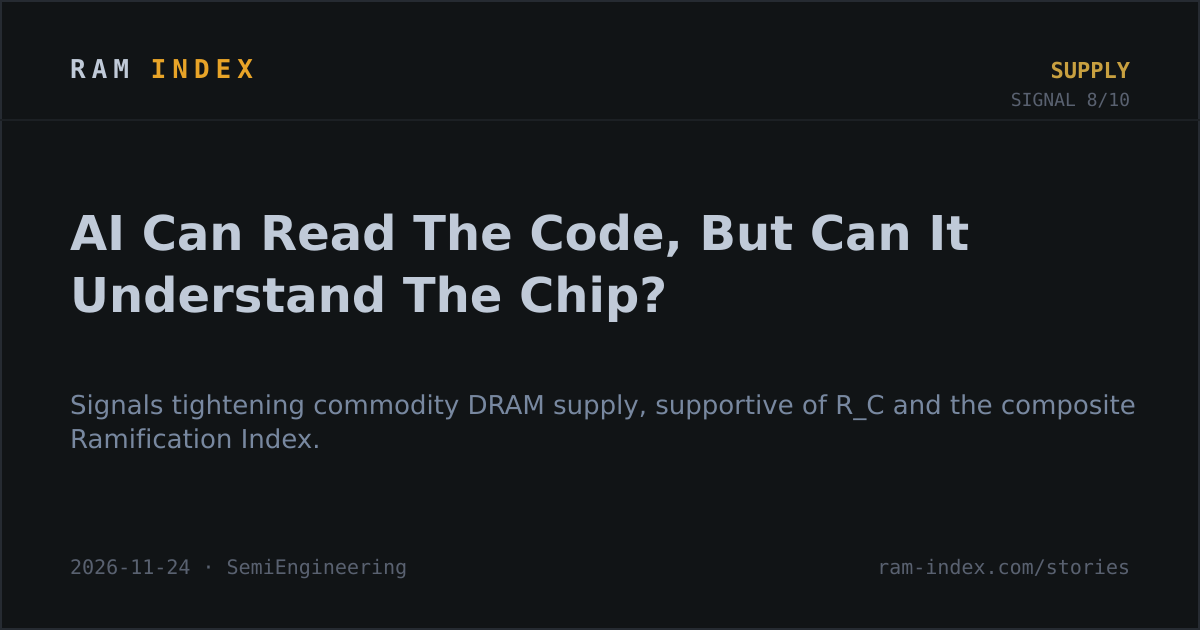 RAM INDEX
SUPPLY
SIGNAL 8/10
AI Can Read The Code, But Can It
Understand The Chip?
Signals tightening commodity DRAM supply, supportive of R_C and the composite
Ramification Index.
2026-11-24 · SemiEngineering
ram-index.com/stories